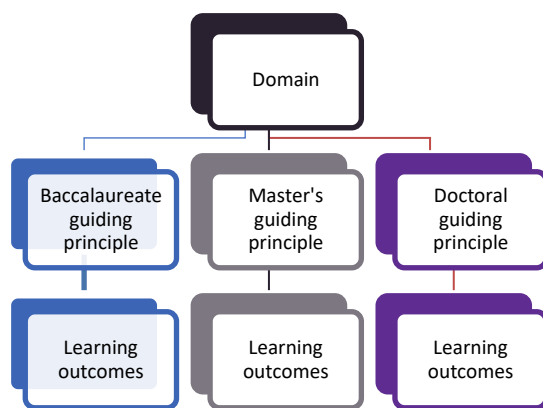 Domain
Baccalaureate
guiding
principle
Master's
guiding
principle
Doctoral
guiding
principle
Learning
outcomes
Learning
outcomes
Learning
outcomes